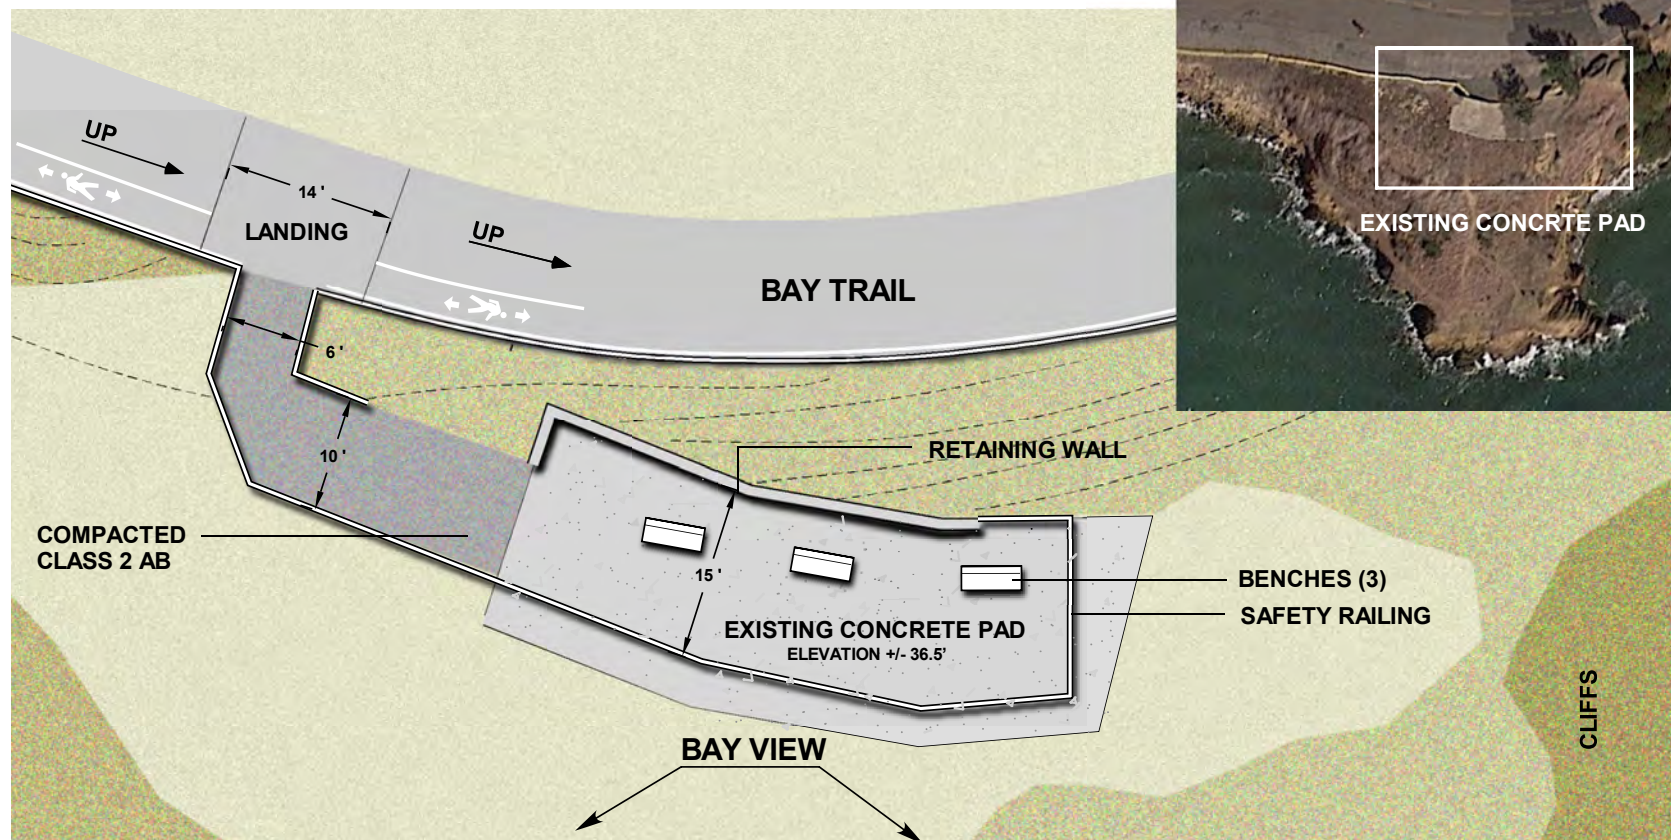 UP
14 '
LANDING
UP
BAY TRAIL
EXISTING CONCRTE PAD
6 '
10 '
RETAINING WALL
COMPACTED
CLASS 2 AB
15 '
BENCHES (3)
SAFETY RAILING
EXISTING CONCRETE PAD
ELEVATION +/- 36.5’
CLIFFS
BAY VIEW